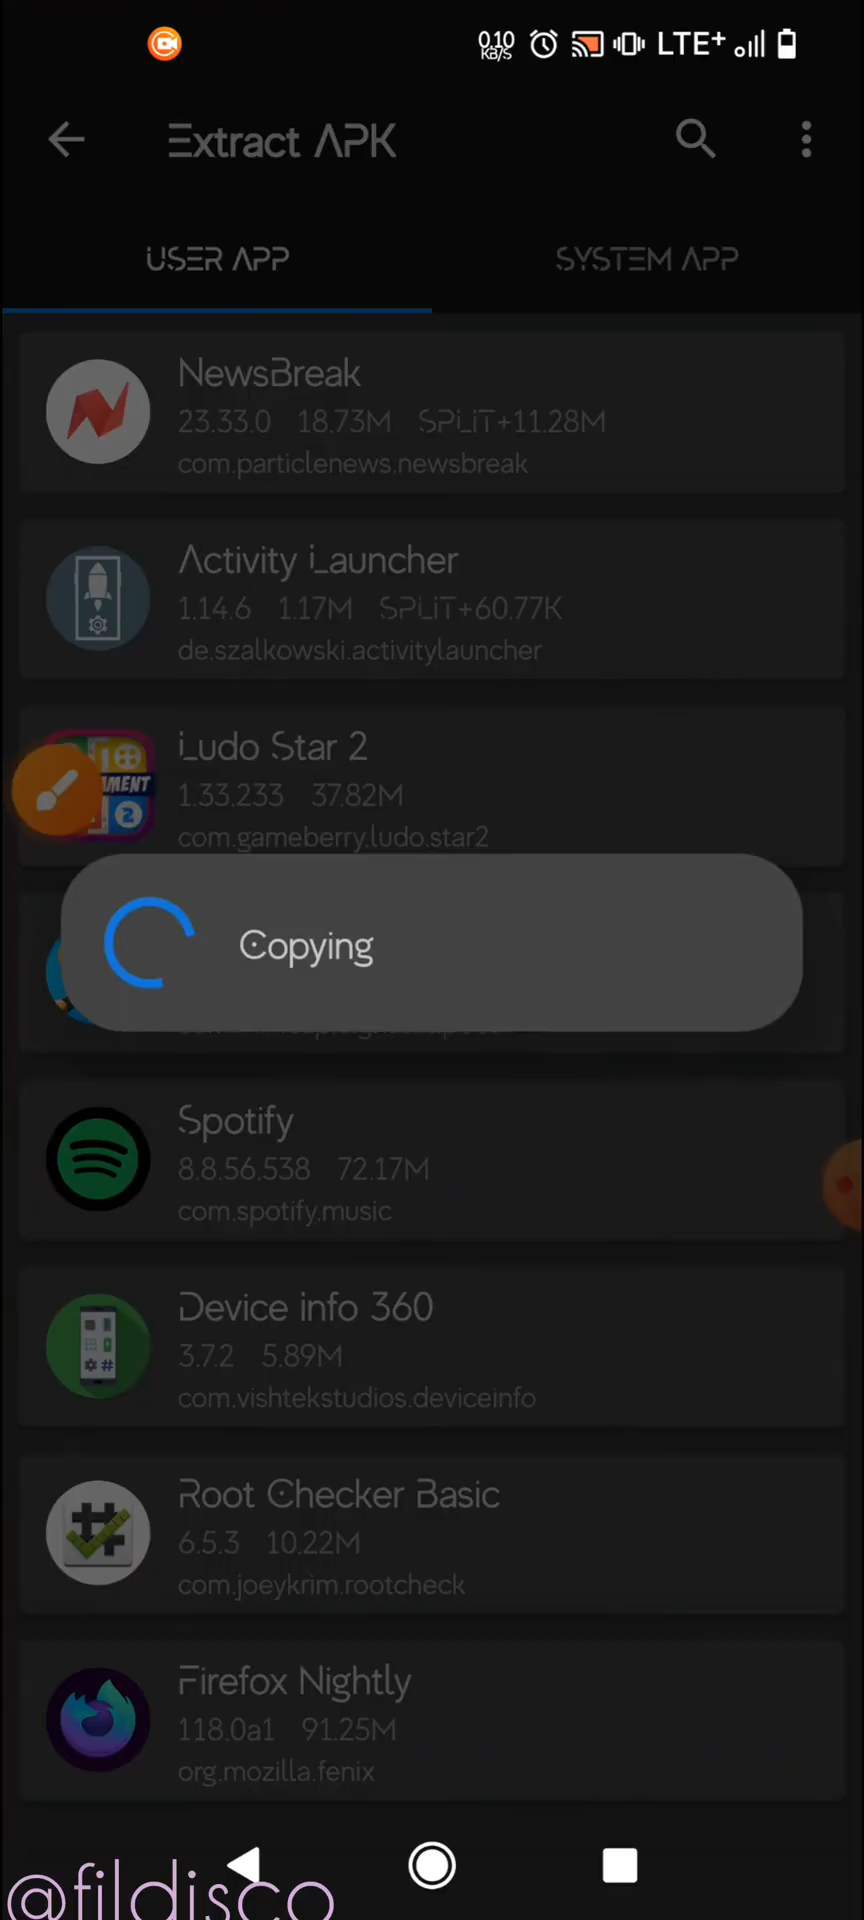 0.10
KB/S
LTE+
Extract APK
USER APP
SYSTEM APP
NewsBreak
23.33.0 18.73M SPLiT+11.28M
com.particlenews.newsbreak
Activity Launcher
1.14.6 1.17M SPLiT+60.77K
de.szalkowski.activitylauncher
Ludo Star 2
1.33.233 37.82M
com.gameberry.ludo.star2
MENT
2
Copying
Spotify
8.8.56.538 72.17M
com.spotify.music
Device info 360
3.7.2 5.89M
com.vishtekstudios.deviceinfo
Root Checker Basic
6.5.3 10.22M
com.joeykrim.rootcheck
Firefox Nightly
118.0a1 91.25M
org.mozilla.fenix
@fildisco